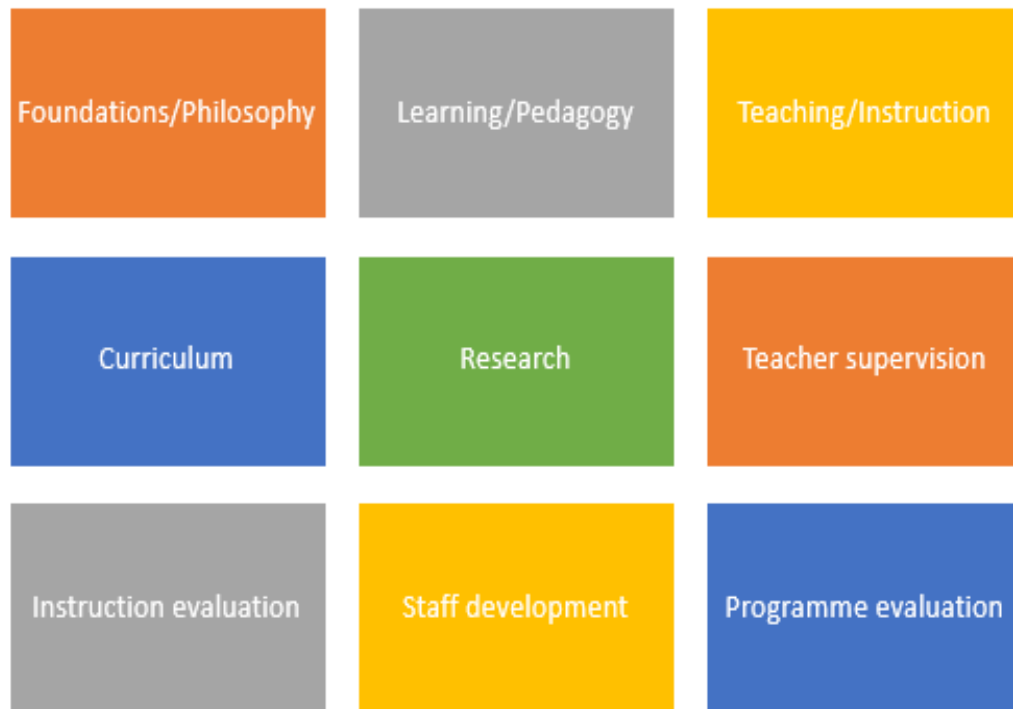 Foundations/Philosophy
Learning/Pedagogy
Teaching/Instruction
Curriculum
Research
Teacher supervision
Instruction evaluation
Staff development
Programme evaluation